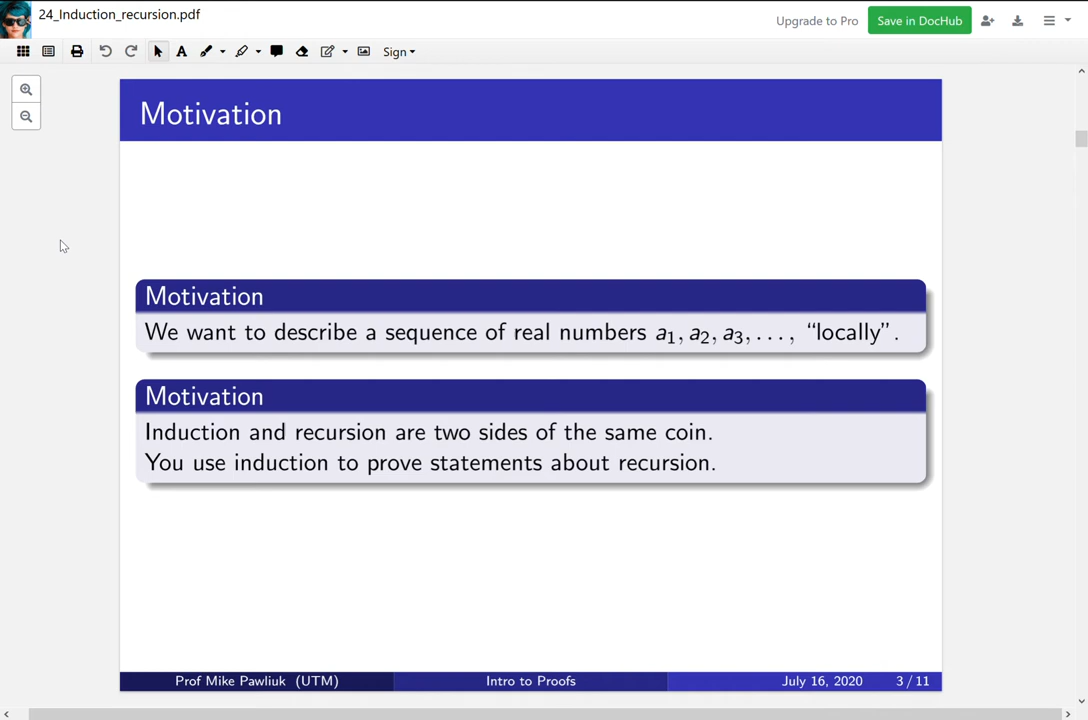 24_Induction_recursion.pdf
Upgrade to Pro
Save in DocHub
A
Sign
Motivation
Motivation
We want to describe a sequence of real numbers a₁, a₂, a₃, . . . , “locally”.
Motivation
Induction and recursion are two sides of the same coin.
You use induction to prove statements about recursion.
Prof Mike Pawliuk (UTM)
Intro to Proofs
July 16, 2020
3 / 11